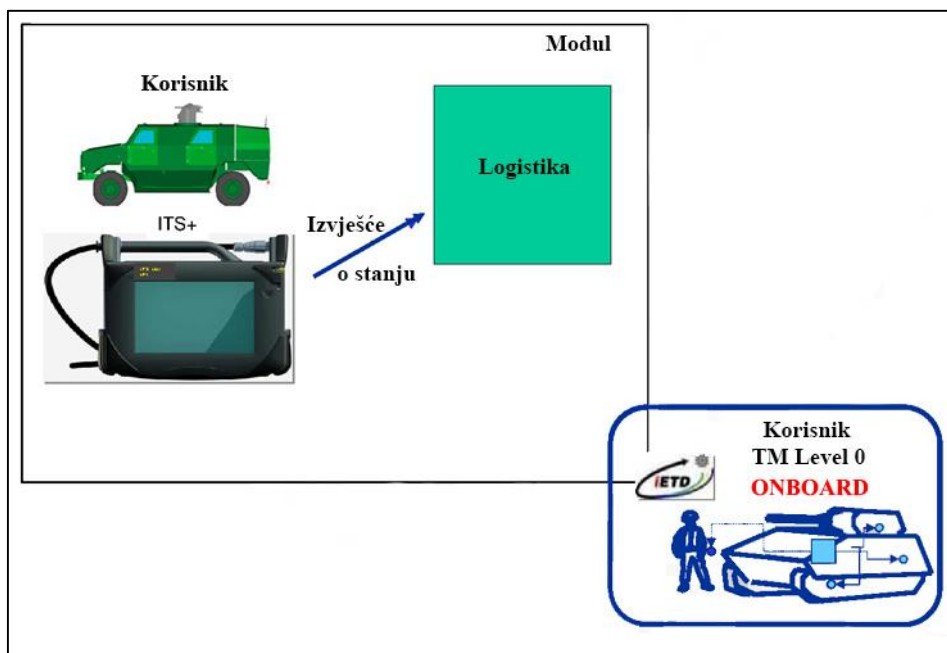 Modul
Korisnik
ITS+
Izvješće
o stanju
Logistika
iETD
Korisnik
TM Level 0
ONBOARD